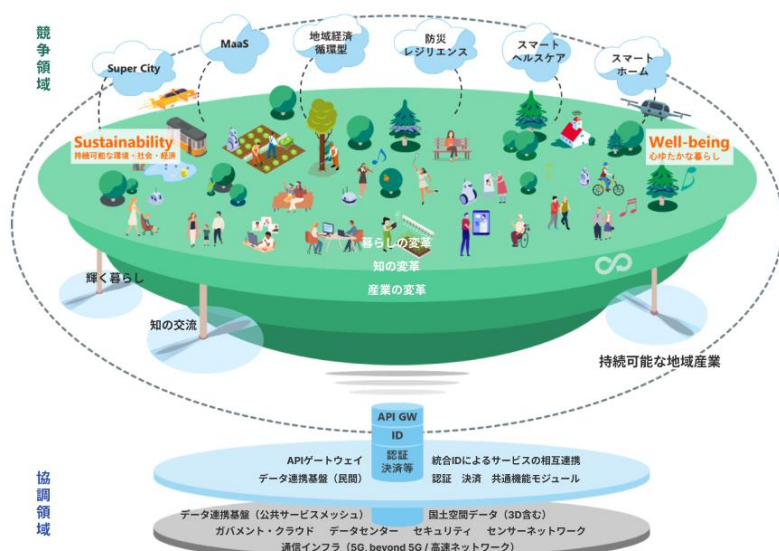 競争領域
Super City
MaaS
地域経済
循環型
防災
レジリエンス
スマート
ヘルスケア
スマート
ホーム
Sustainability
持続可能な環境・社会・経済
Well-being
心ゆたかな暮らし
暮らしの変革
知の変革
産業の変革
輝く暮らし
知の交流
持続可能な地域産業
API GW
ID
認証
決済等
協調領域
APIゲートウェイ
統合IDによるサービスの相互連携
データ連携基盤（民間）
認証 決済 共通機能モジュール
データ連携基盤（公共サービスメッシュ）
国土空間データ（3D含む）
ガバメント・クラウド データセンター セキュリティ センサーネットワーク
通信インフラ（5G, beyond 5G / 高速ネットワーク）